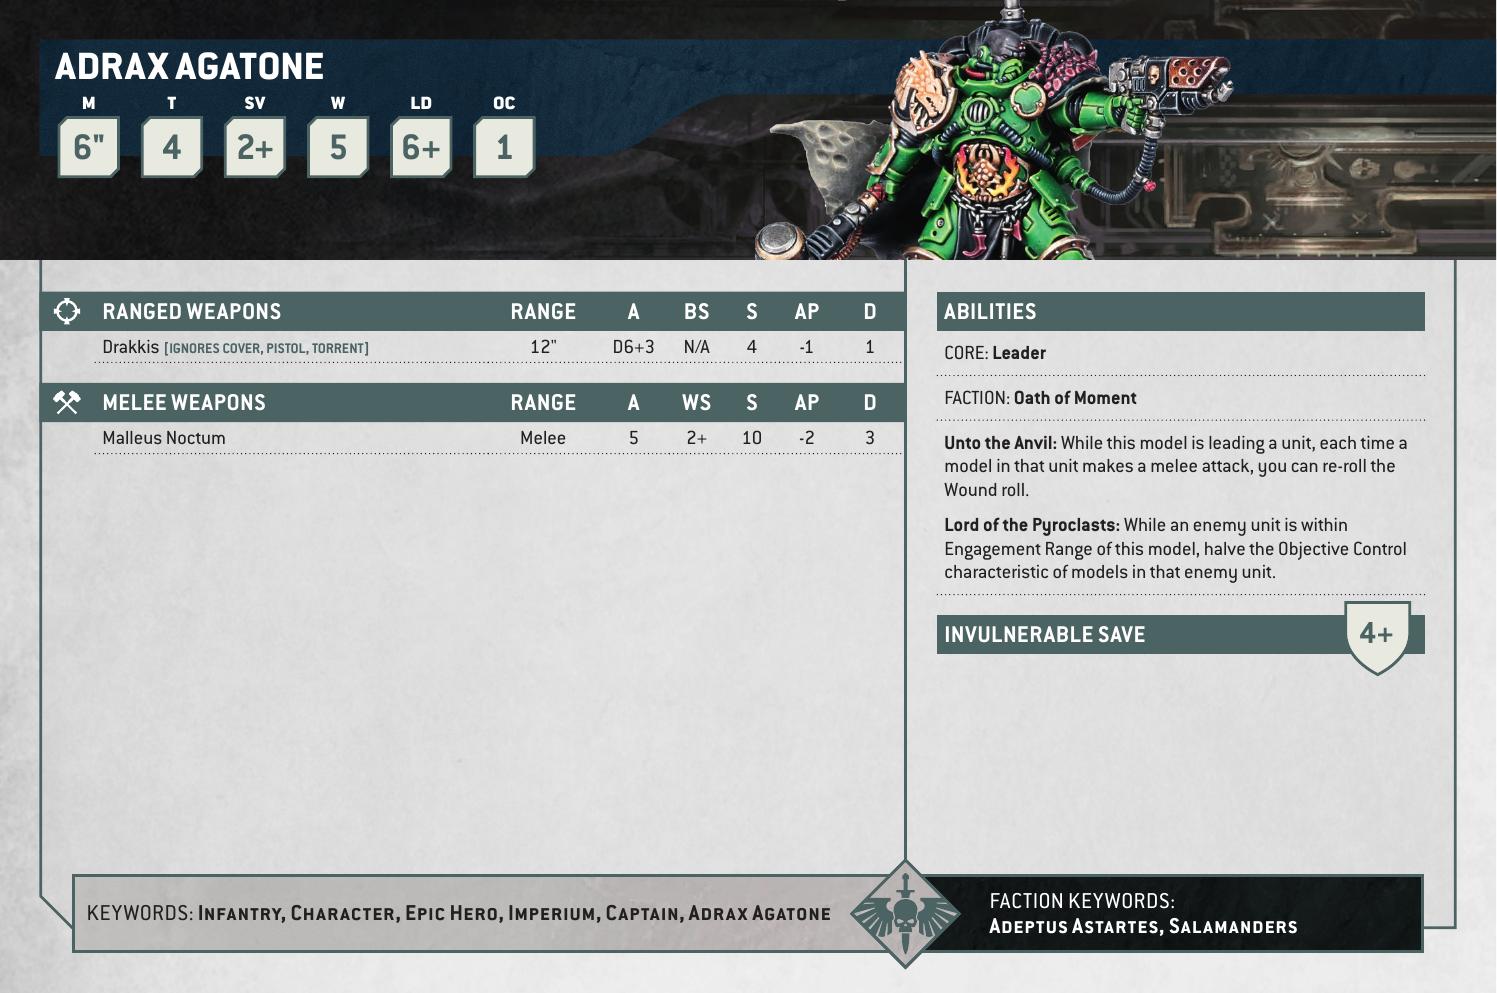 ADRAX AGATONE
M T SV W LD OC
6" 4 2+ 5 6+ 1
RANGED WEAPONS RANGE A BS S AP D
Drakkis [IGNORES COVER, PISTOL, TORRENT] 12" D6+3 N/A 4 -1 1
MELEE WEAPONS RANGE A WS S AP D
Malleus Noctum Melee 5 2+ 10 -2 3
ABILITIES
CORE: Leader
FACTION: Oath of Moment
Unto the Anvil: While this model is leading a unit, each time a
model in that unit makes a melee attack, you can re-roll the
Wound roll.
Lord of the Pyroclasts: While an enemy unit is within
Engagement Range of this model, halve the Objective Control
characteristic of models in that enemy unit.
INVULNERABLE SAVE 4+
KEYWORDS: INFANTRY, CHARACTER, EPIC HERO, IMPERIUM, CAPTAIN, ADRAX AGATONE
FACTION KEYWORDS:
ADEPTUS ASTARTES, SALAMANDERS